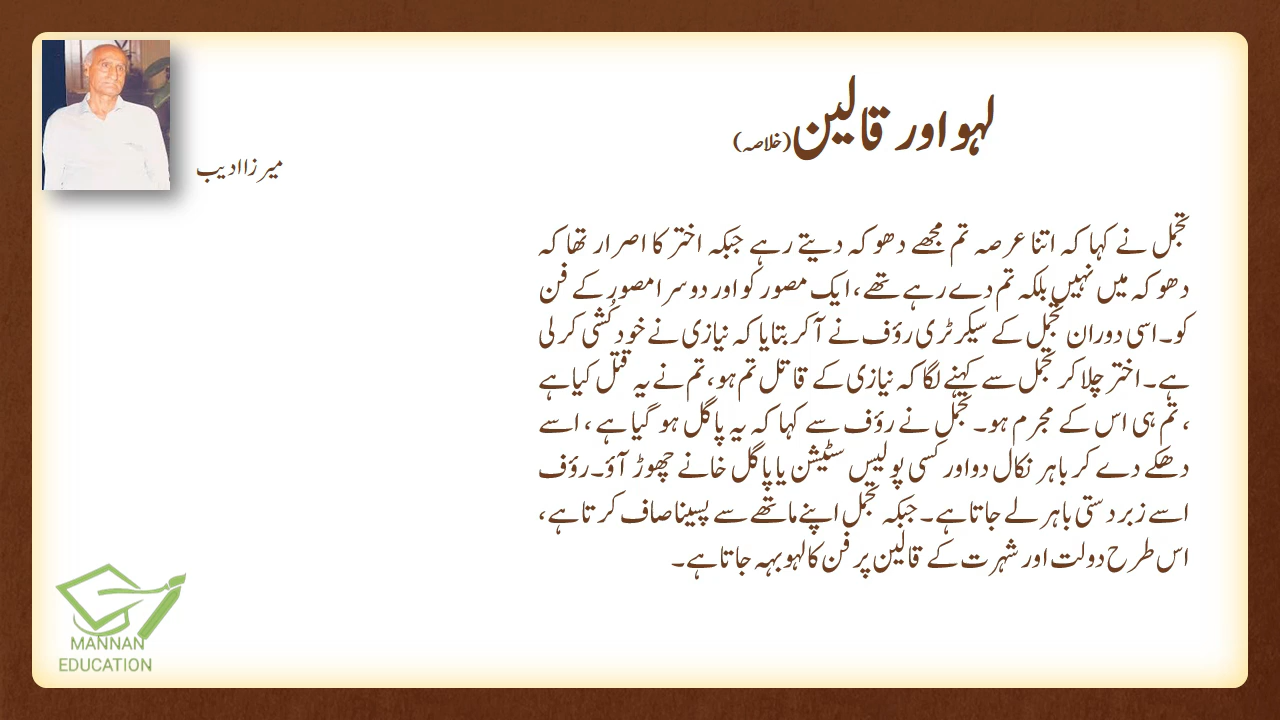 لہو اور قالین (خلاصہ)
میرزا ادیب
تجمل نے کہا کہ اتنا عرصہ تم مجھے دھوکہ دیتے رہے جبکہ اختر کا اصرار تھا کہ
دھوکہ میں نہیں بلکہ تم دے رہے تھے، ایک مصور کو اور دوسرا مصور کے فن
کو۔ اسی دوران تجمل کے سیکرٹری رؤف نے آ کر بتایا کہ نیازی نے خود کُشی کر لی
ہے۔ اختر چلا کر تجمل سے کہنے لگا کہ نیازی کے قاتل تم ہو، تم نے یہ قتل کیا ہے
، تم ہی اس کے مجرم ہو۔ تجمل نے رؤف سے کہا کہ یہ پاگل ہو گیا ہے ، اسے
دھکے دے کر باہر نکال دو اور کسی پولیس سٹیشن یا پاگل خانے چھوڑ آؤ۔ رؤف
اسے زبردستی باہر لے جاتا ہے۔ جبکہ تجمل اپنے ماتھے سے پسینا صاف کرتا ہے،
اس طرح دولت اور شہرت کے قالین پر فن کا لہو بہہ جاتا ہے۔
MANNAN
EDUCATION